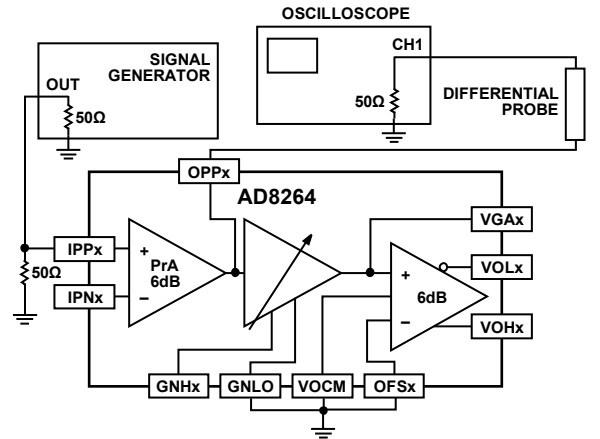 OSCILLOSCOPE
SIGNAL
GENERATOR
OUT
50Ω
CH1
50Ω
DIFFERENTIAL
PROBE
OPPx
AD8264
VGAx
IPPx
+
PrA
6dB
–
50Ω
IPNx
+
6dB
–
VOLx
VOHx
GNHx
GNLO
VOCM
OFSx